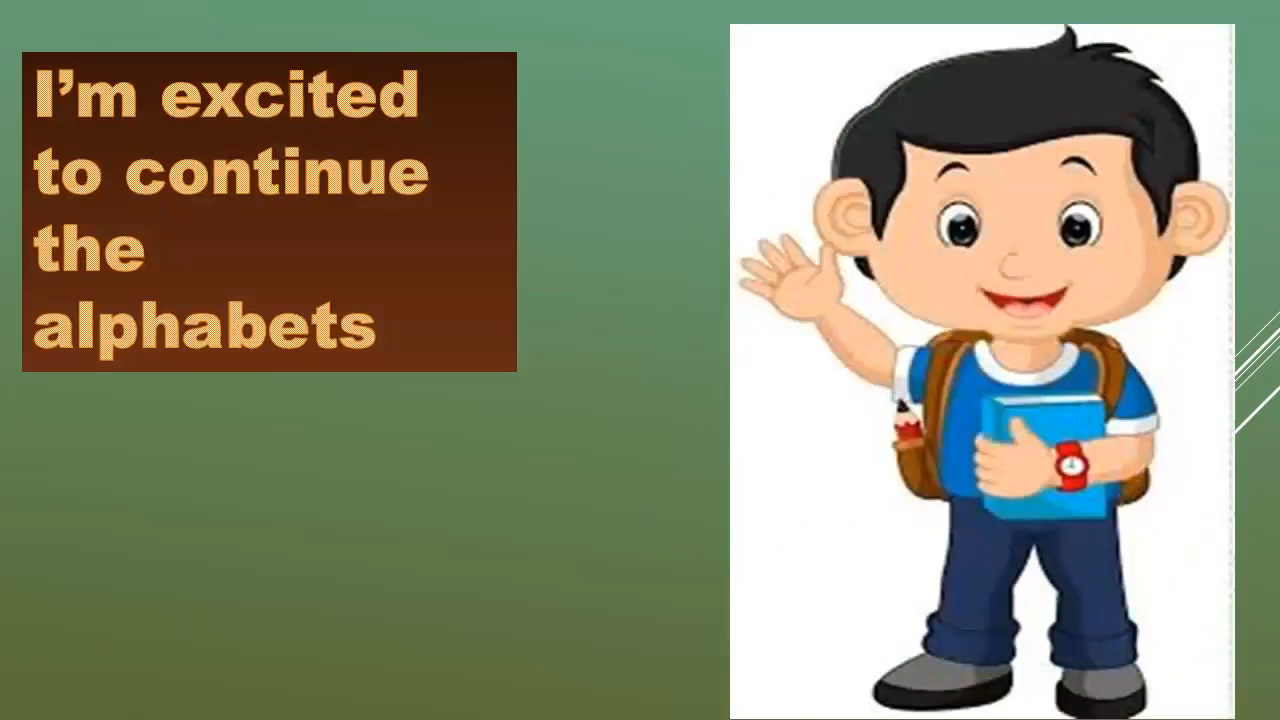 I’m excited
to continue
the
alphabets